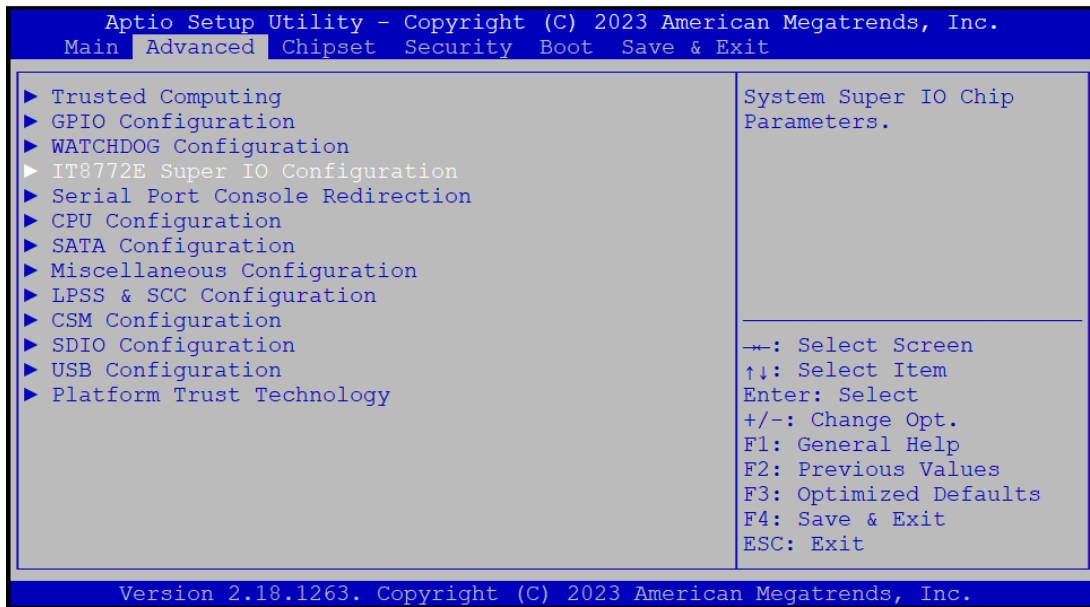 Aptio Setup Utility – Copyright (C) 2023 American Megatrends, Inc.
Main Advanced Chipset Security Boot Save & Exit
► Trusted Computing
► GPIO Configuration
► WATCHDOG Configuration
► IT8772E Super IO Configuration
► Serial Port Console Redirection
► CPU Configuration
► SATA Configuration
► Miscellaneous Configuration
► LPSS & SCC Configuration
► CSM Configuration
► SDIO Configuration
► USB Configuration
► Platform Trust Technology
System Super IO Chip
Parameters.
→←: Select Screen
↑↓: Select Item
Enter: Select
+/-: Change Opt.
F1: General Help
F2: Previous Values
F3: Optimized Defaults
F4: Save & Exit
ESC: Exit
Version 2.18.1263. Copyright (C) 2023 American Megatrends, Inc.